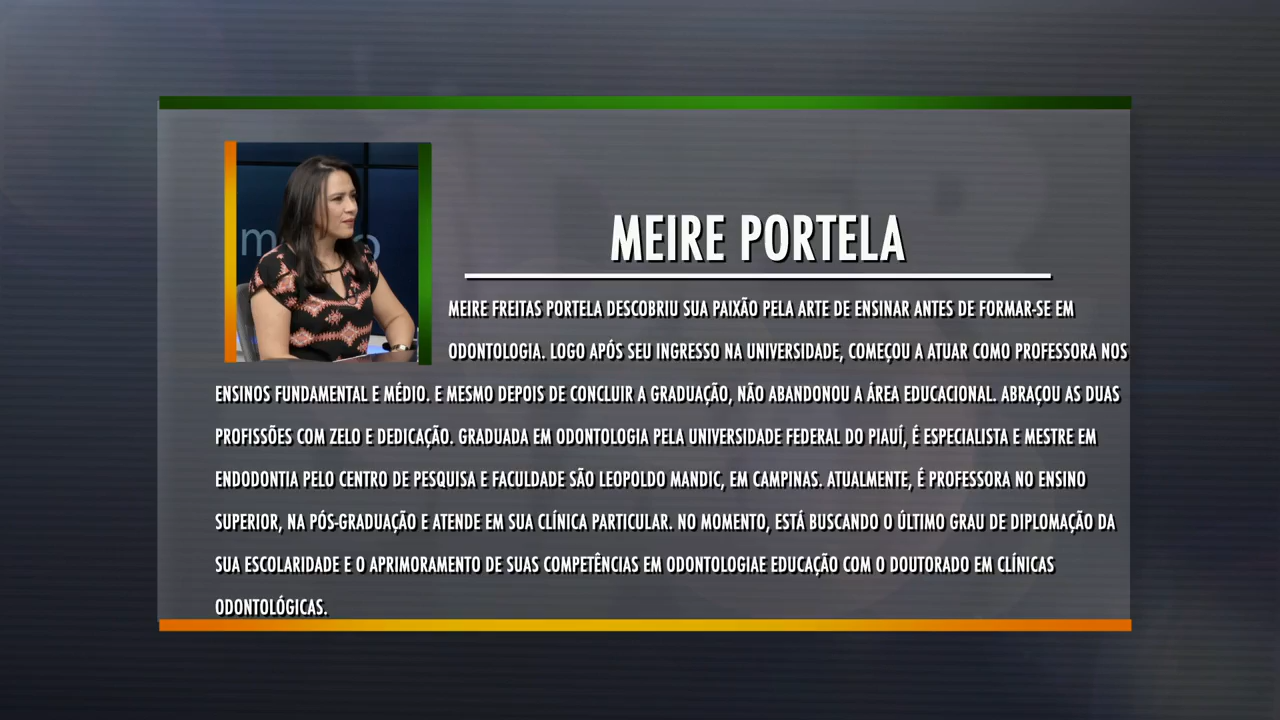 MEIRE PORTELA
MEIRE FREITAS PORTELA DESCOBRIU SUA PAIXÃO PELA ARTE DE ENSINAR ANTES DE FORMAR-SE EM
ODONTOLOGIA. LOGO APÓS SEU INGRESSO NA UNIVERSIDADE, COMEÇOU A ATUAR COMO PROFESSORA NOS
ENSINOS FUNDAMENTAL E MÉDIO. E MESMO DEPOIS DE CONCLUIR A GRADUAÇÃO, NÃO ABANDONOU A ÁREA EDUCACIONAL. ABRAÇOU AS DUAS
PROFISSÕES COM ZELO E DEDICAÇÃO. GRADUADA EM ODONTOLOGIA PELA UNIVERSIDADE FEDERAL DO PIAUÍ, É ESPECIALISTA E MESTRE EM
ENDODONTIA PELO CENTRO DE PESQUISA E FACULDADE SÃO LEOPOLDO MANDIC, EM CAMPINAS. ATUALMENTE, É PROFESSORA NO ENSINO
SUPERIOR, NA PÓS-GRADUAÇÃO E ATENDE EM SUA CLÍNICA PARTICULAR. NO MOMENTO, ESTÁ BUSCANDO O ÚLTIMO GRAU DE DIPLOMAÇÃO DA
SUA ESCOLARIDADE E O APRIMORAMENTO DE SUAS COMPETÊNCIAS EM ODONTOLOGIAE EDUCAÇÃO COM O DOUTORADO EM CLÍNICAS
ODONTOLÓGICAS.